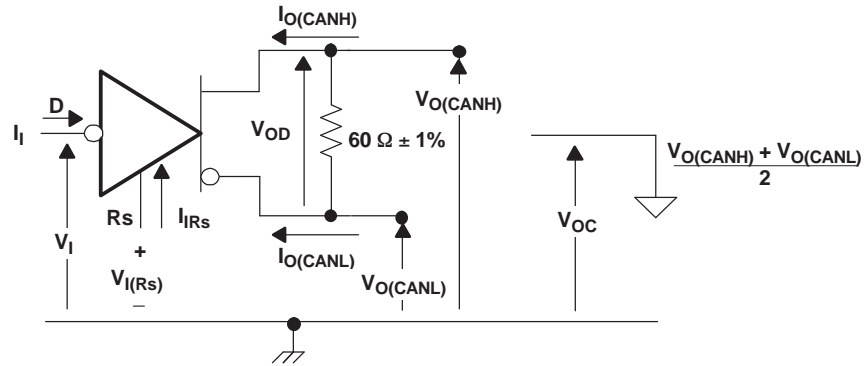 I_O(CANH)
D
I_I
V_OD
60 Ω ± 1%
V_O(CANH)
V_O(CANH) + V_O(CANL)
2
V_OC
Rs
I_IRs
V_I
+
V_I(Rs)
_
I_O(CANL)
V_O(CANL)